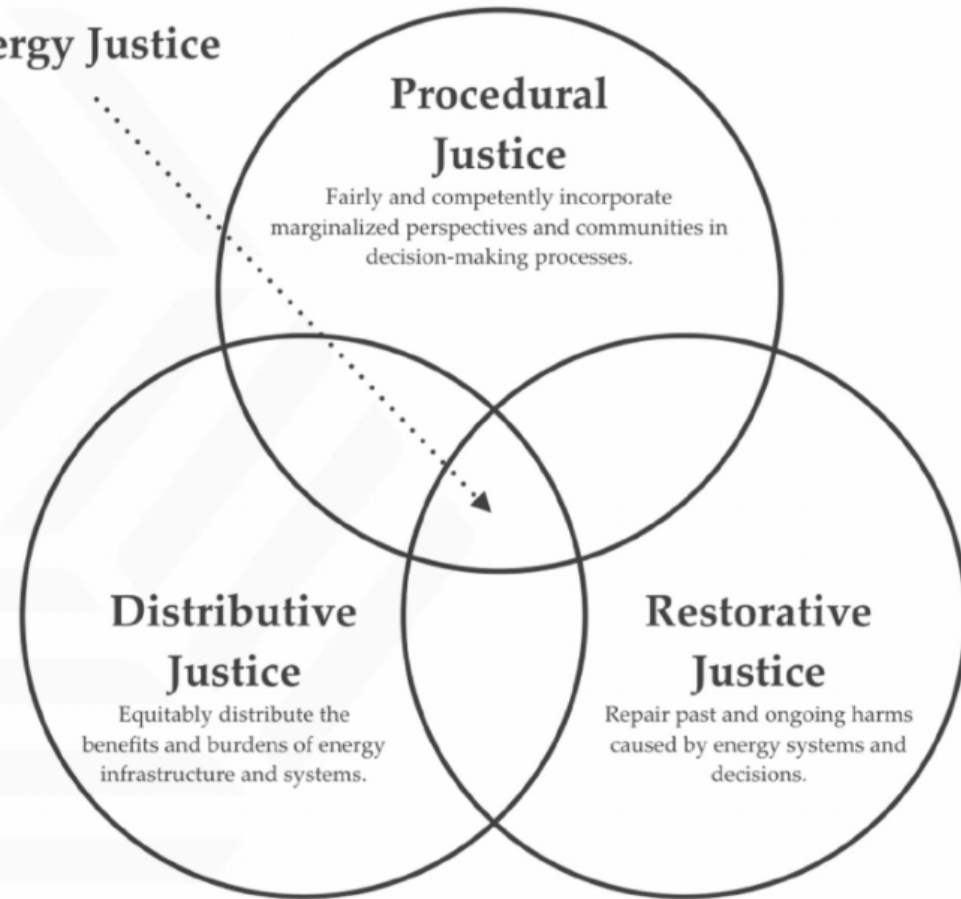 ergy Justice
Procedural
Justice
Fairly and competently incorporate
marginalized perspectives and communities in
decision-making processes.
Distributive
Justice
Equitably distribute the
benefits and burdens of energy
infrastructure and systems.
Restorative
Justice
Repair past and ongoing harms
caused by energy systems and
decisions.